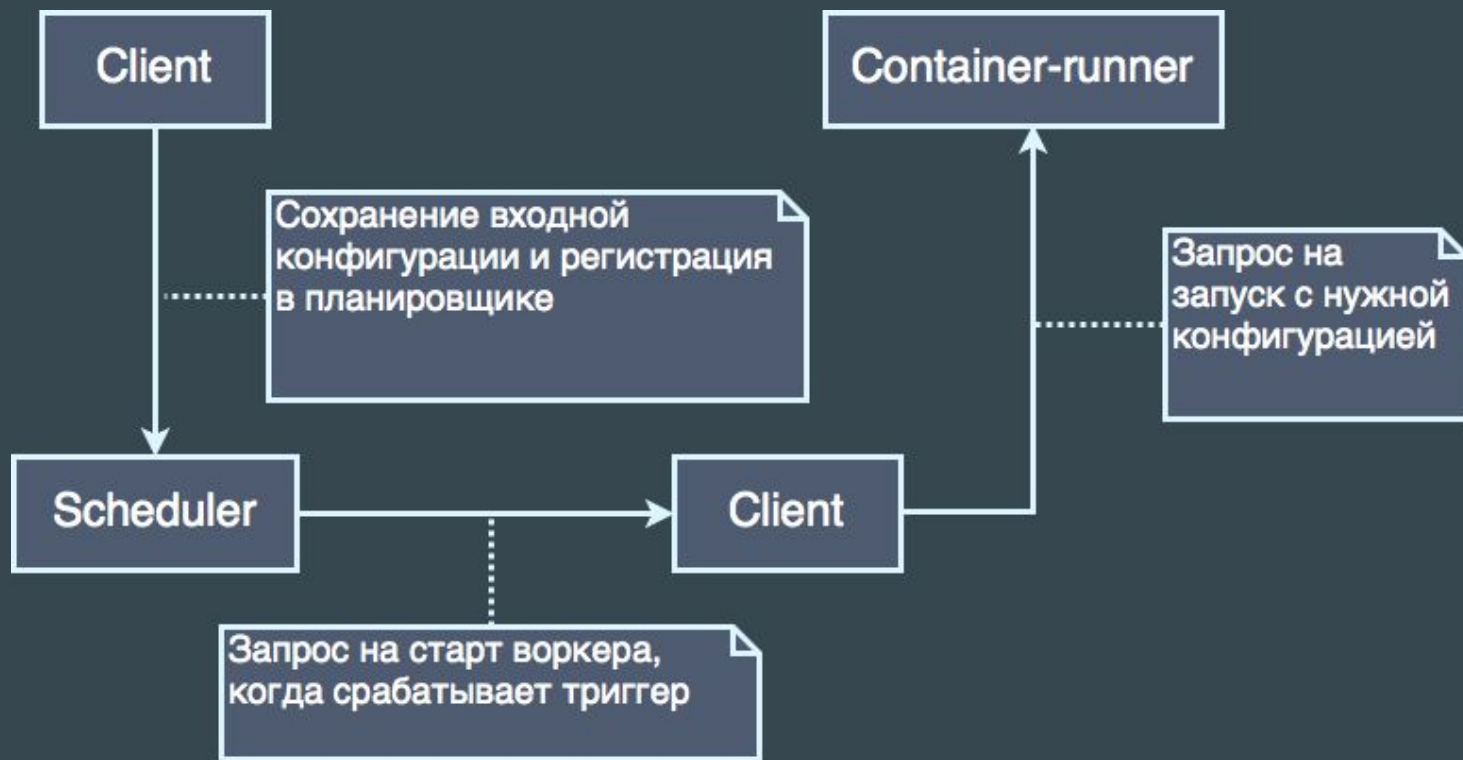 Client
Container-runner
Сохранение входной
конфигурации и регистрация
в планировщике
Запрос на
запуск с нужной
конфигурацией
Scheduler
Client
Запрос на старт воркера,
когда срабатывает триггер